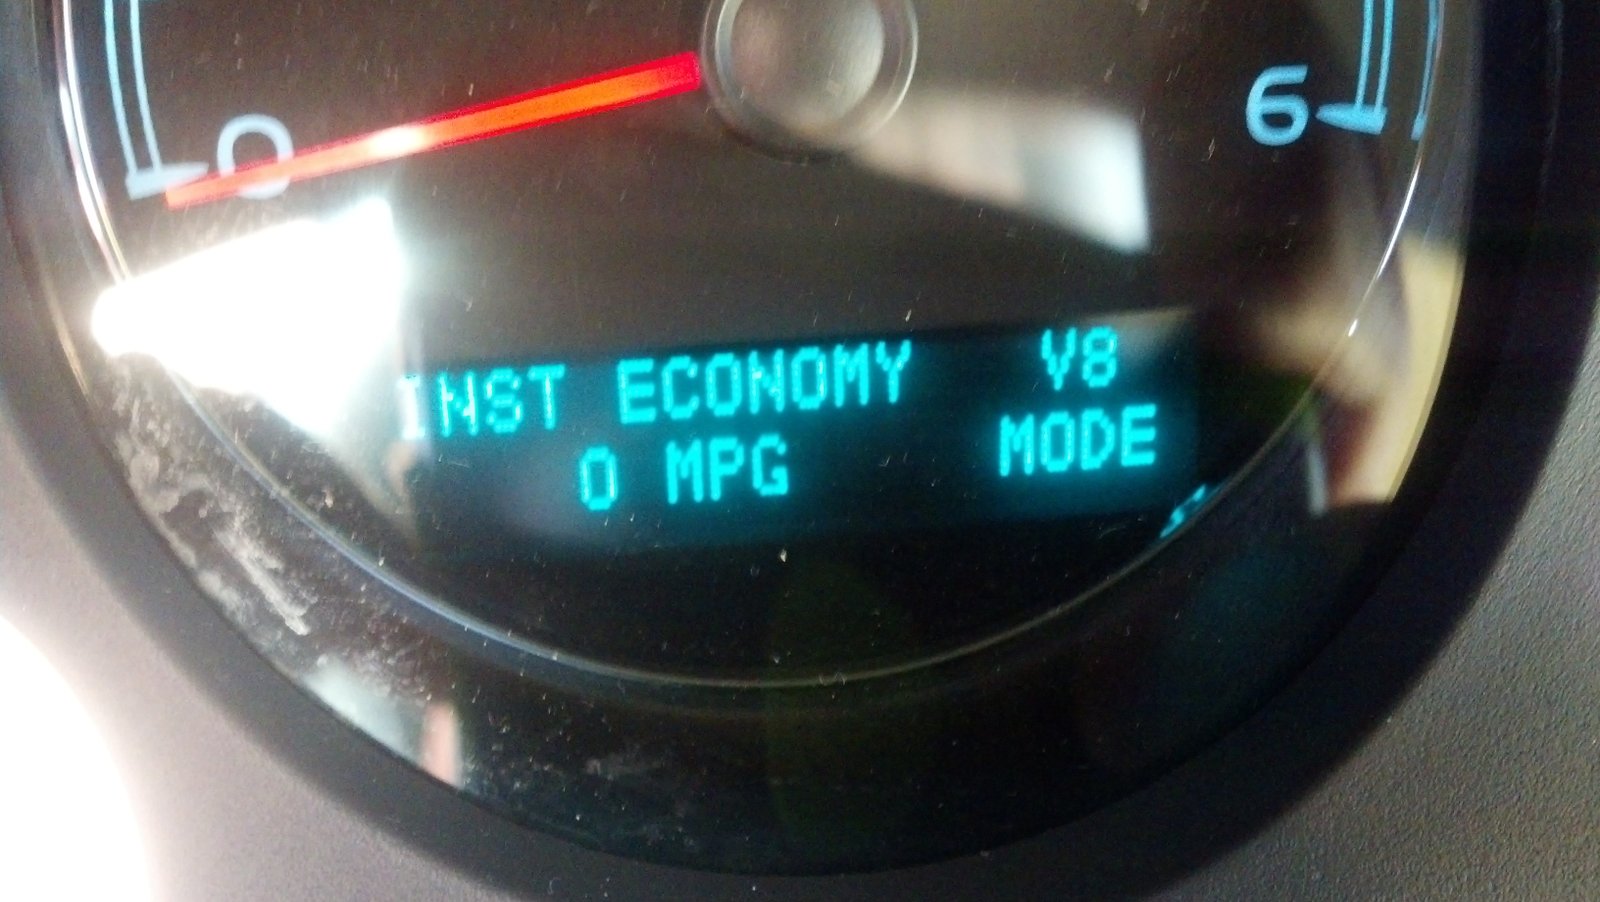 0
6
INST ECONOMY V8
0 MPG MODE